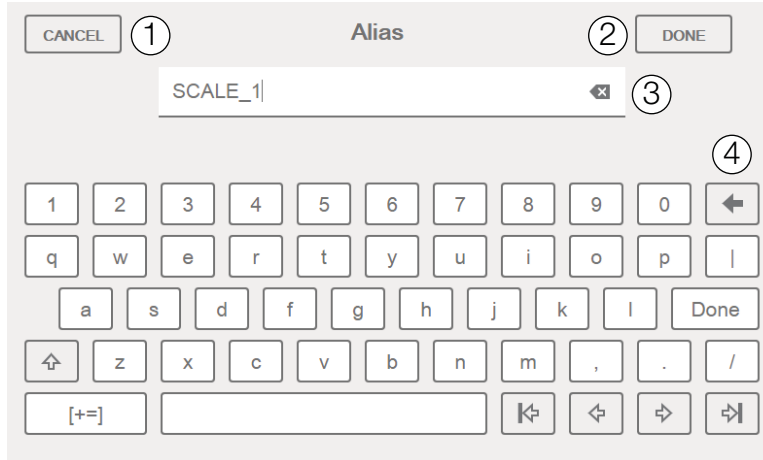 CANCEL 1 Alias 2 DONE
SCALE_1 3
4
1 2 3 4 5 6 7 8 9 0
q w e r t y u i o p |
a s d f g h j k l Done
z x c v b n m , . /
[+=]